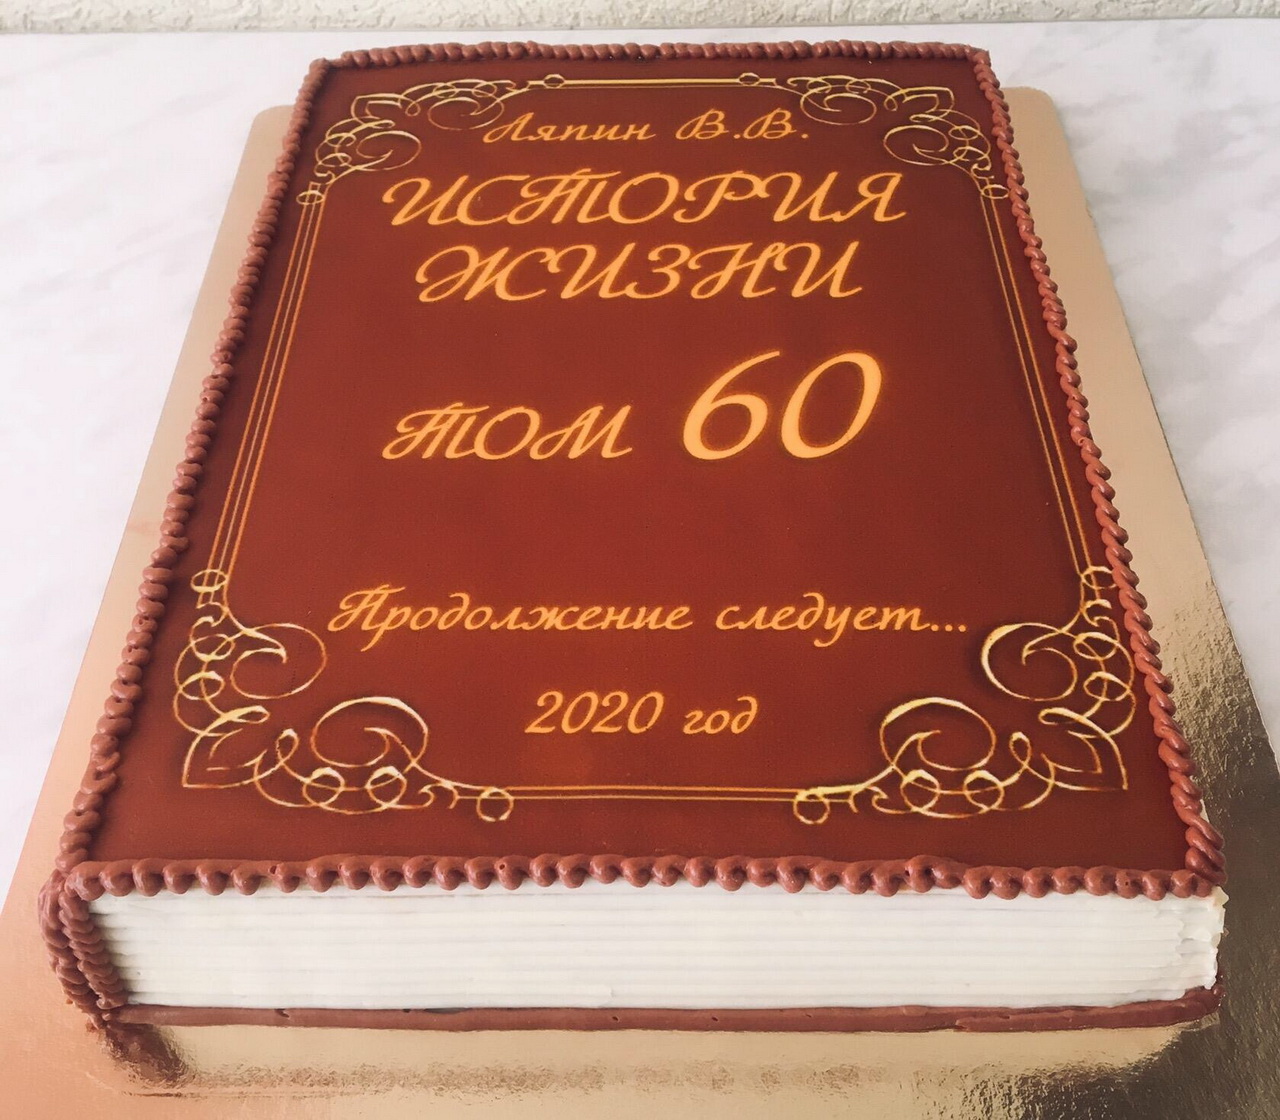 Ляпин В.В.
ИСТОРИЯ
ЖИЗНИ
ТОМ 60
Продолжение следует...
2020 год